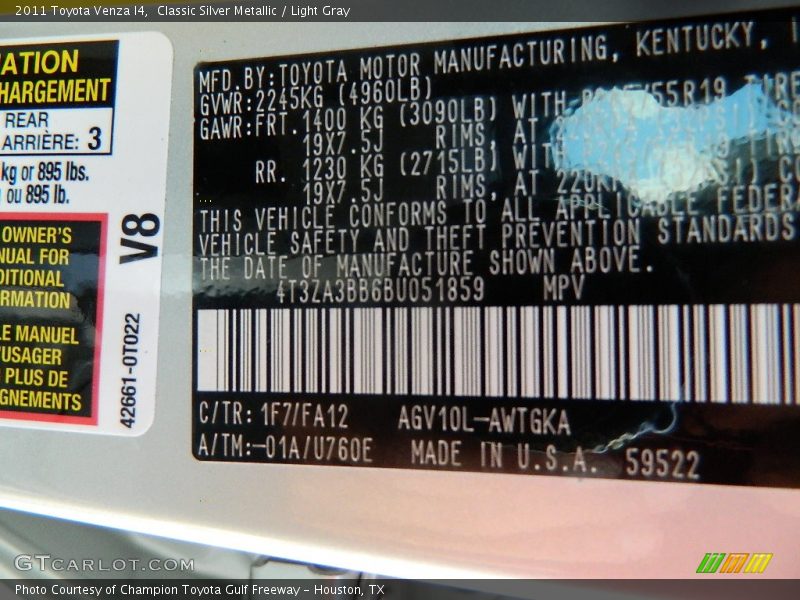 2011 Toyota Venza I4,  Classic Silver Metallic / Light Gray
ATION
HARGEMENT
REAR
ARRIÈRE: 3
kg or 895 lbs.
ou 895 lb.
OWNER'S
NUAL FOR
DITIONAL
RMATION
LE MANUEL
'USAGER
PLUS DE
GNEMENTS
V8
42661-0T022
MFD.BY:TOYOTA MOTOR MANUFACTURING, KENTUCKY, I
GVWR:2245KG (4960LB)
GAWR:FRT.1400 KG (3090LB) WITH 55R19 TIRE
19X7.5J RIMS, AT
RR. 1230 KG (2715LB) WITH
19X7.5J RIMS, AT
THIS VEHICLE CONFORMS TO ALL APPLICABLE FEDERA
VEHICLE SAFETY AND THEFT PREVENTION STANDARDS
THE DATE OF MANUFACTURE SHOWN ABOVE.
4T3ZA3BB6BU051859 MPV
C/TR: 1F7/FA12 AGV10L-AWTGKA
A/TM:-01A/U760E MADE IN U.S.A. 59522
GTCARLOT.COM
Photo Courtesy of Champion Toyota Gulf Freeway - Houston, TX